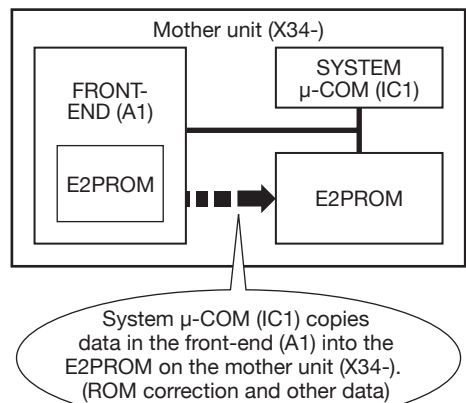 Mother unit (X34-)
FRONT-
END (A1)
E2PROM
SYSTEM
μ-COM (IC1)
E2PROM
System μ-COM (IC1) copies
data in the front-end (A1) into the
E2PROM on the mother unit (X34-).
(ROM correction and other data)